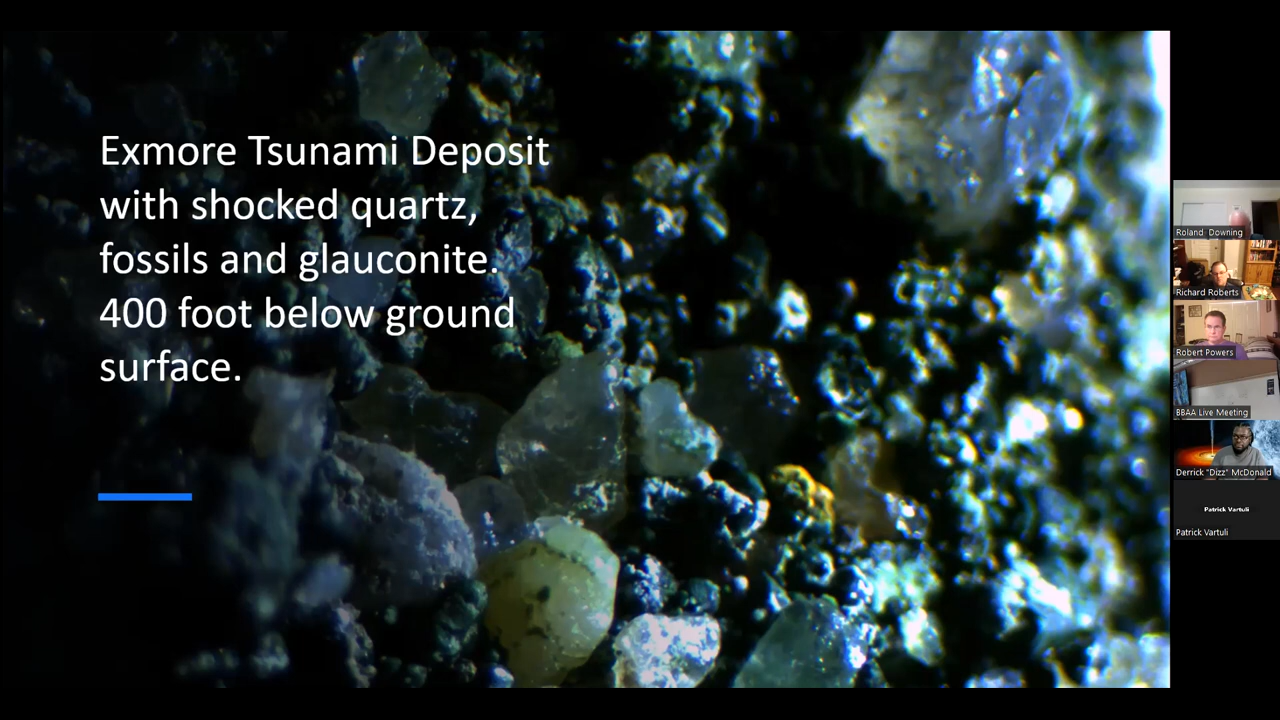 Exmore Tsunami Deposit
with shocked quartz,
fossils and glauconite.
400 foot below ground
surface.
Roland Downing
Richard Roberts
Robert Powers
BBAA Live Meeting
Derrick "Dizz" McDonald
Patrick Vartuli
Patrick Vartuli